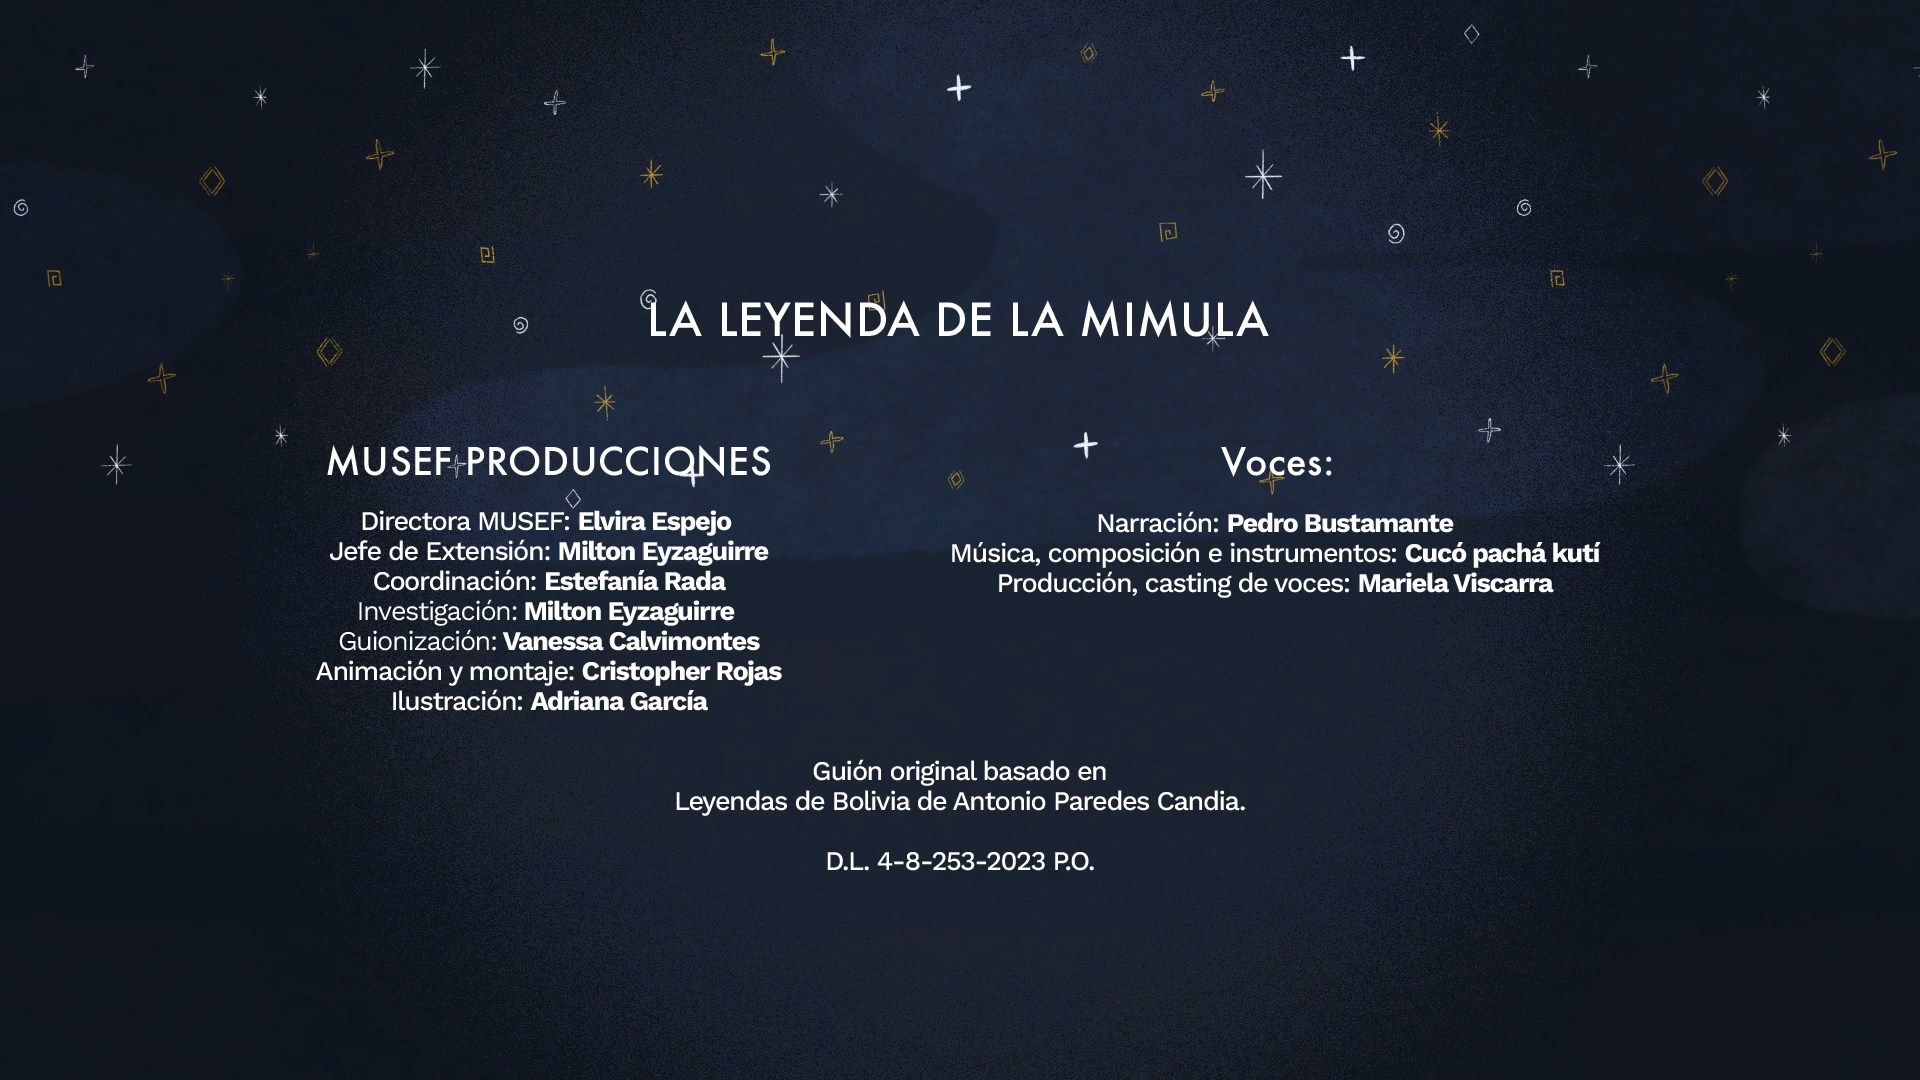 LA LEYENDA DE LA MIMULA
MUSEF PRODUCCIONES
Directora MUSEF: Elvira Espejo
Jefe de Extensión: Milton Eyzaguirre
Coordinación: Estefanía Rada
Investigación: Milton Eyzaguirre
Guionización: Vanessa Calvimontes
Animación y montaje: Cristopher Rojas
Ilustración: Adriana García
Voces:
Narración: Pedro Bustamante
Música, composición e instrumentos: Cucó pachá kutí
Producción, casting de voces: Mariela Viscarra
Guión original basado en
Leyendas de Bolivia de Antonio Paredes Candia.
D.L. 4-8-253-2023 P.O.